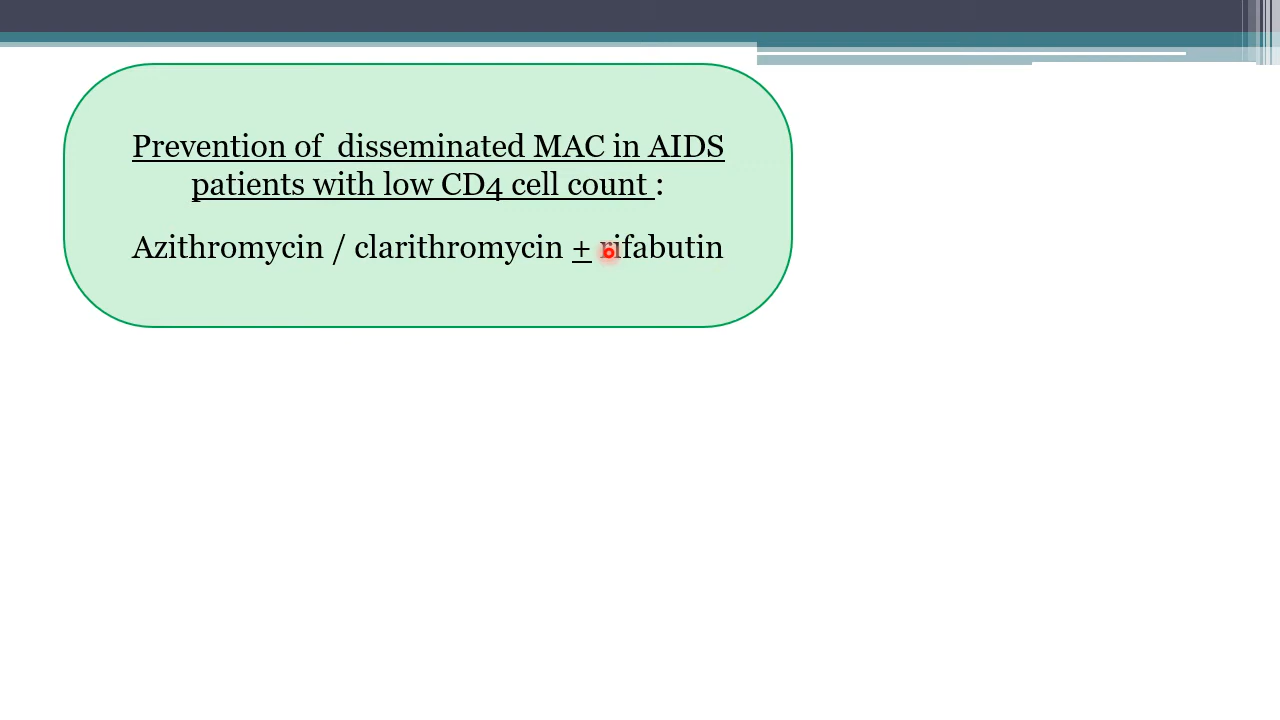 Prevention of  disseminated MAC in AIDS
patients with low CD4 cell count :
Azithromycin / clarithromycin + rifabutin